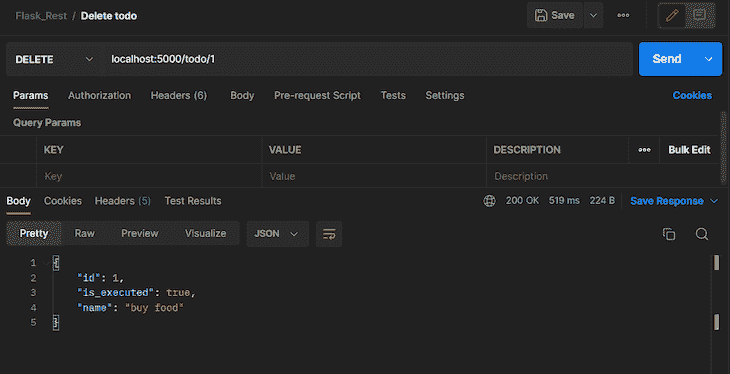 Flask_Rest / Delete todo Save
DELETE localhost:5000/todo/1 Send
Params Authorization Headers (6) Body Pre-request Script Tests Settings Cookies
Query Params
KEY VALUE DESCRIPTION Bulk Edit
Key Value Description
Body Cookies Headers (5) Test Results 200 OK 519 ms 224 B Save Response
Pretty Raw Preview Visualize JSON
1 {
2 "id": 1,
3 "is_executed": true,
4 "name": "buy food"
5 }